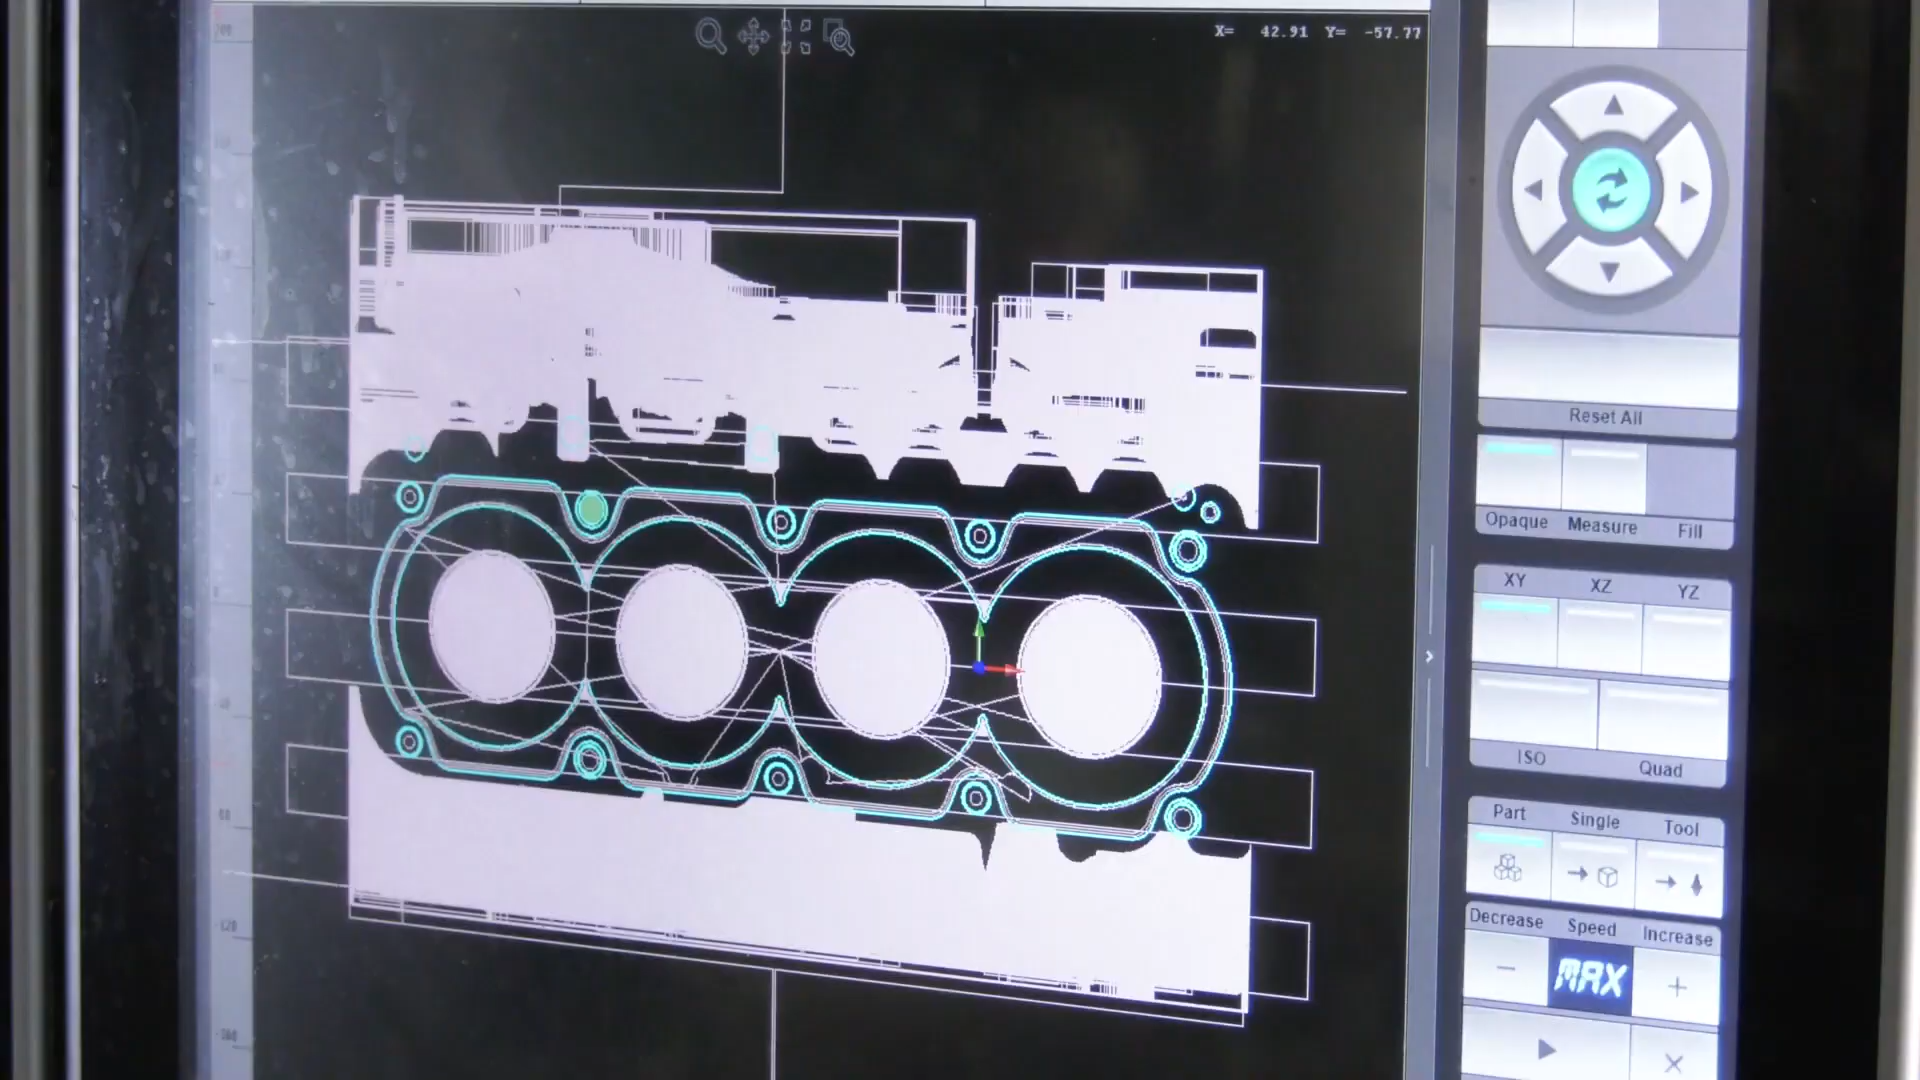 X= 42.91 Y= -57.77
Reset All
Opaque Measure Fill
XY XZ YZ
ISO Quad
Part Single Tool
Decrease Speed Increase
MAX